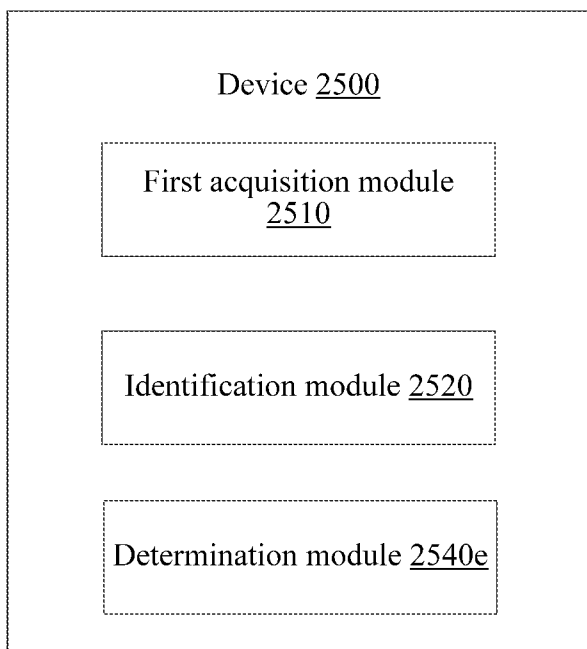 Device 2500
First acquisition module
2510
Identification module 2520
Determination module 2540e